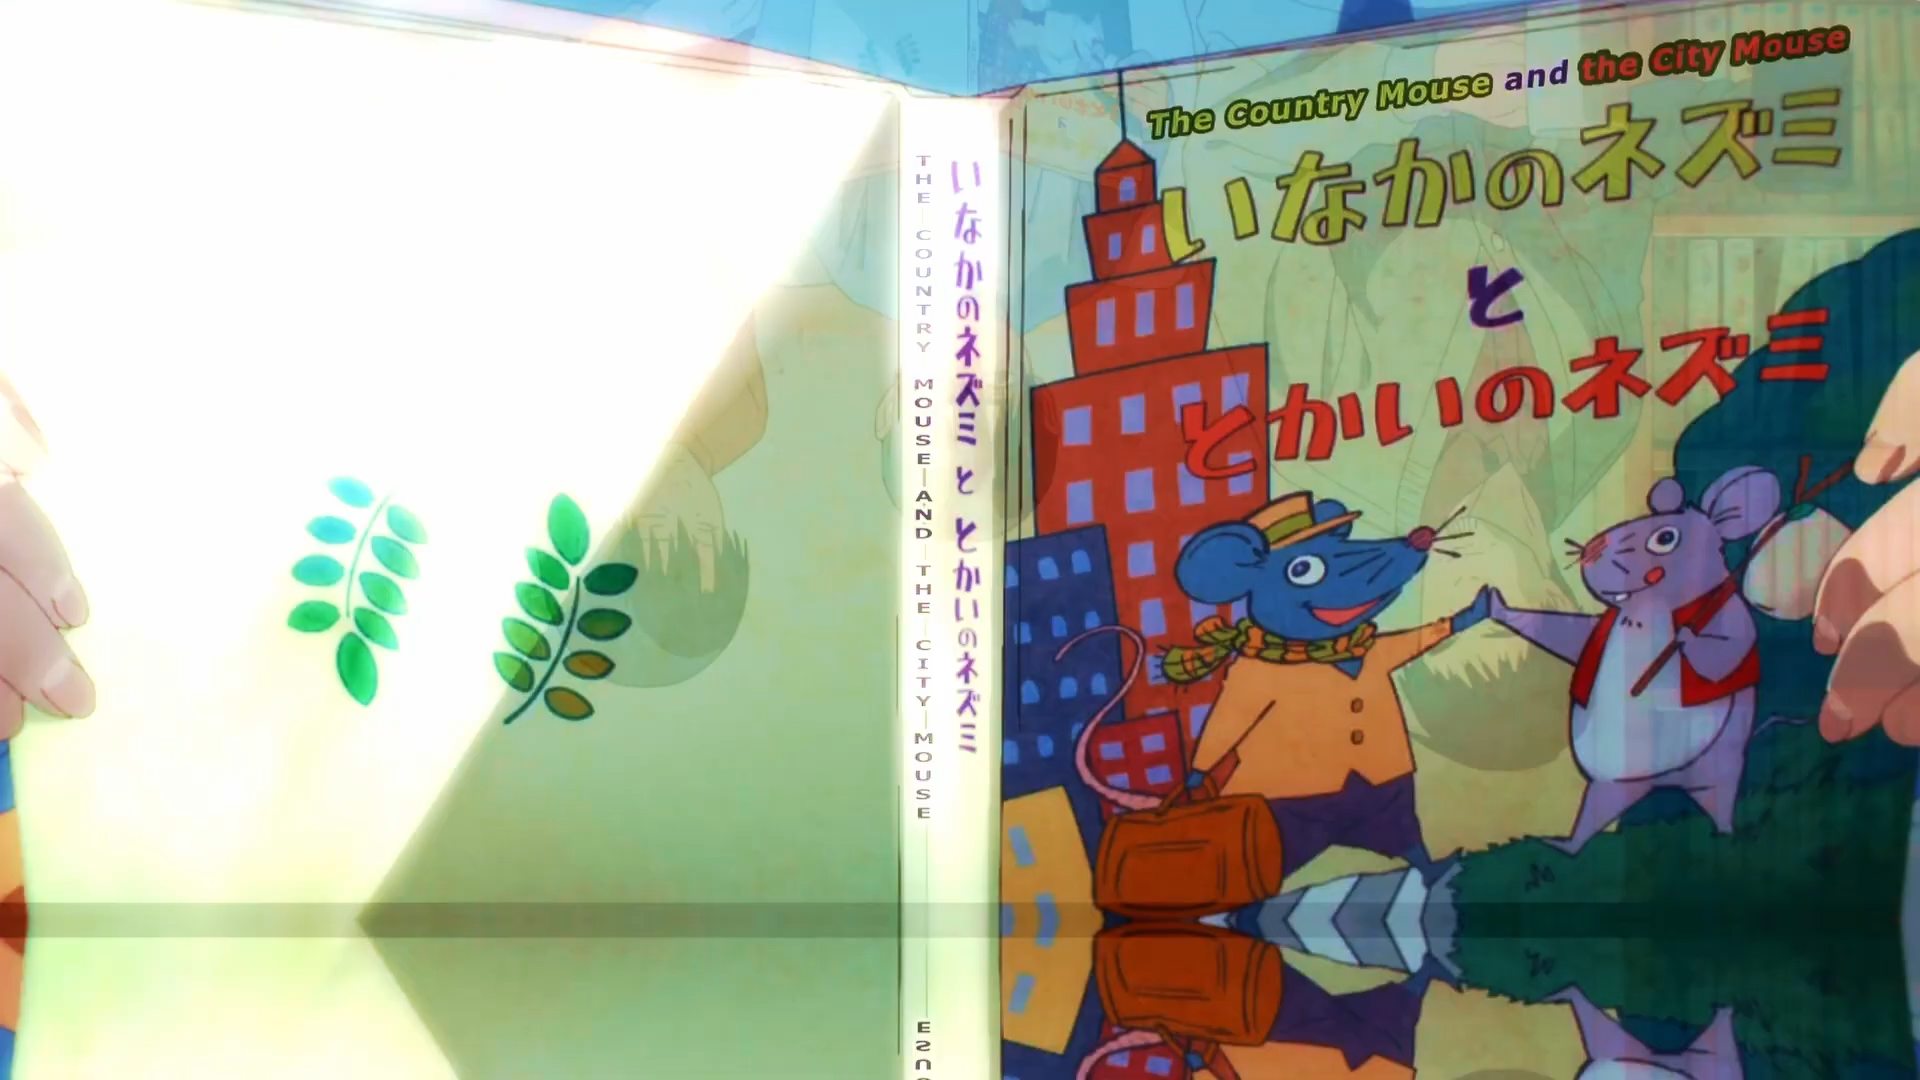 The Country Mouse and the City Mouse
いなかのネズミ
と
とかいのネズミ
THE COUNTRY MOUSE AND THE CITY MOUSE
いなかのネズミ と とかいのネズミ